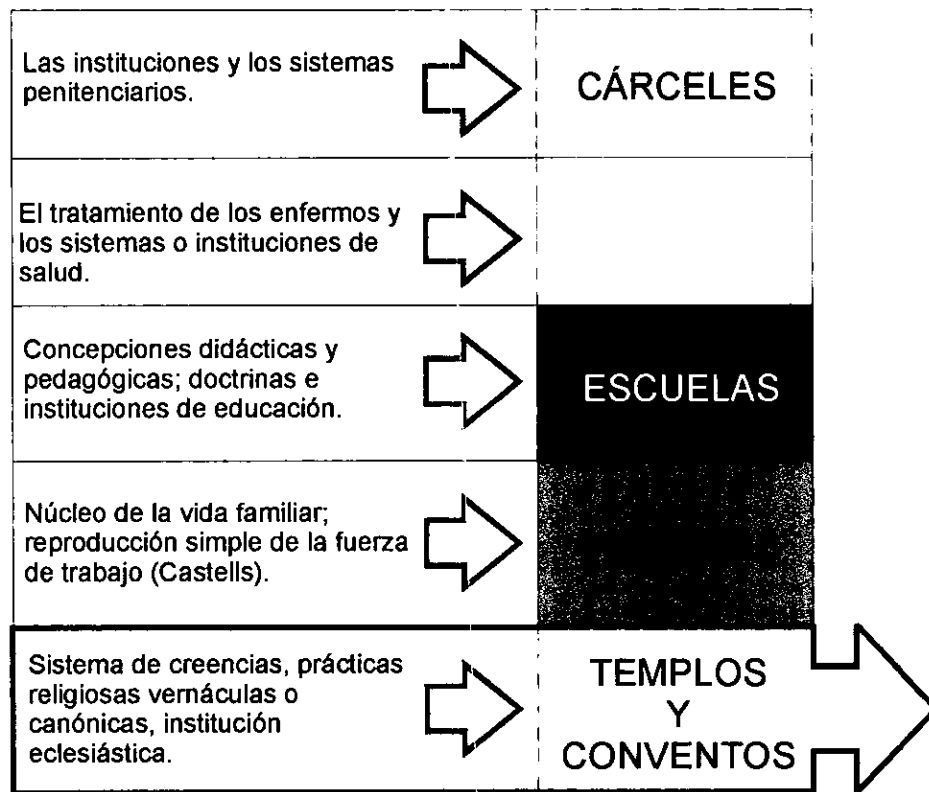 Las instituciones y los sistemas
penitenciarios.
CÁRCELES
El tratamiento de los enfermos y
los sistemas o instituciones de
salud.
Concepciones didácticas y
pedagógicas; doctrinas e
instituciones de educación.
ESCUELAS
Núcleo de la vida familiar;
reproducción simple de la fuerza
de trabajo (Castells).
Sistema de creencias, prácticas
religiosas vernáculas o
canónicas, institución
eclesiástica.
TEMPLOS
Y
CONVENTOS